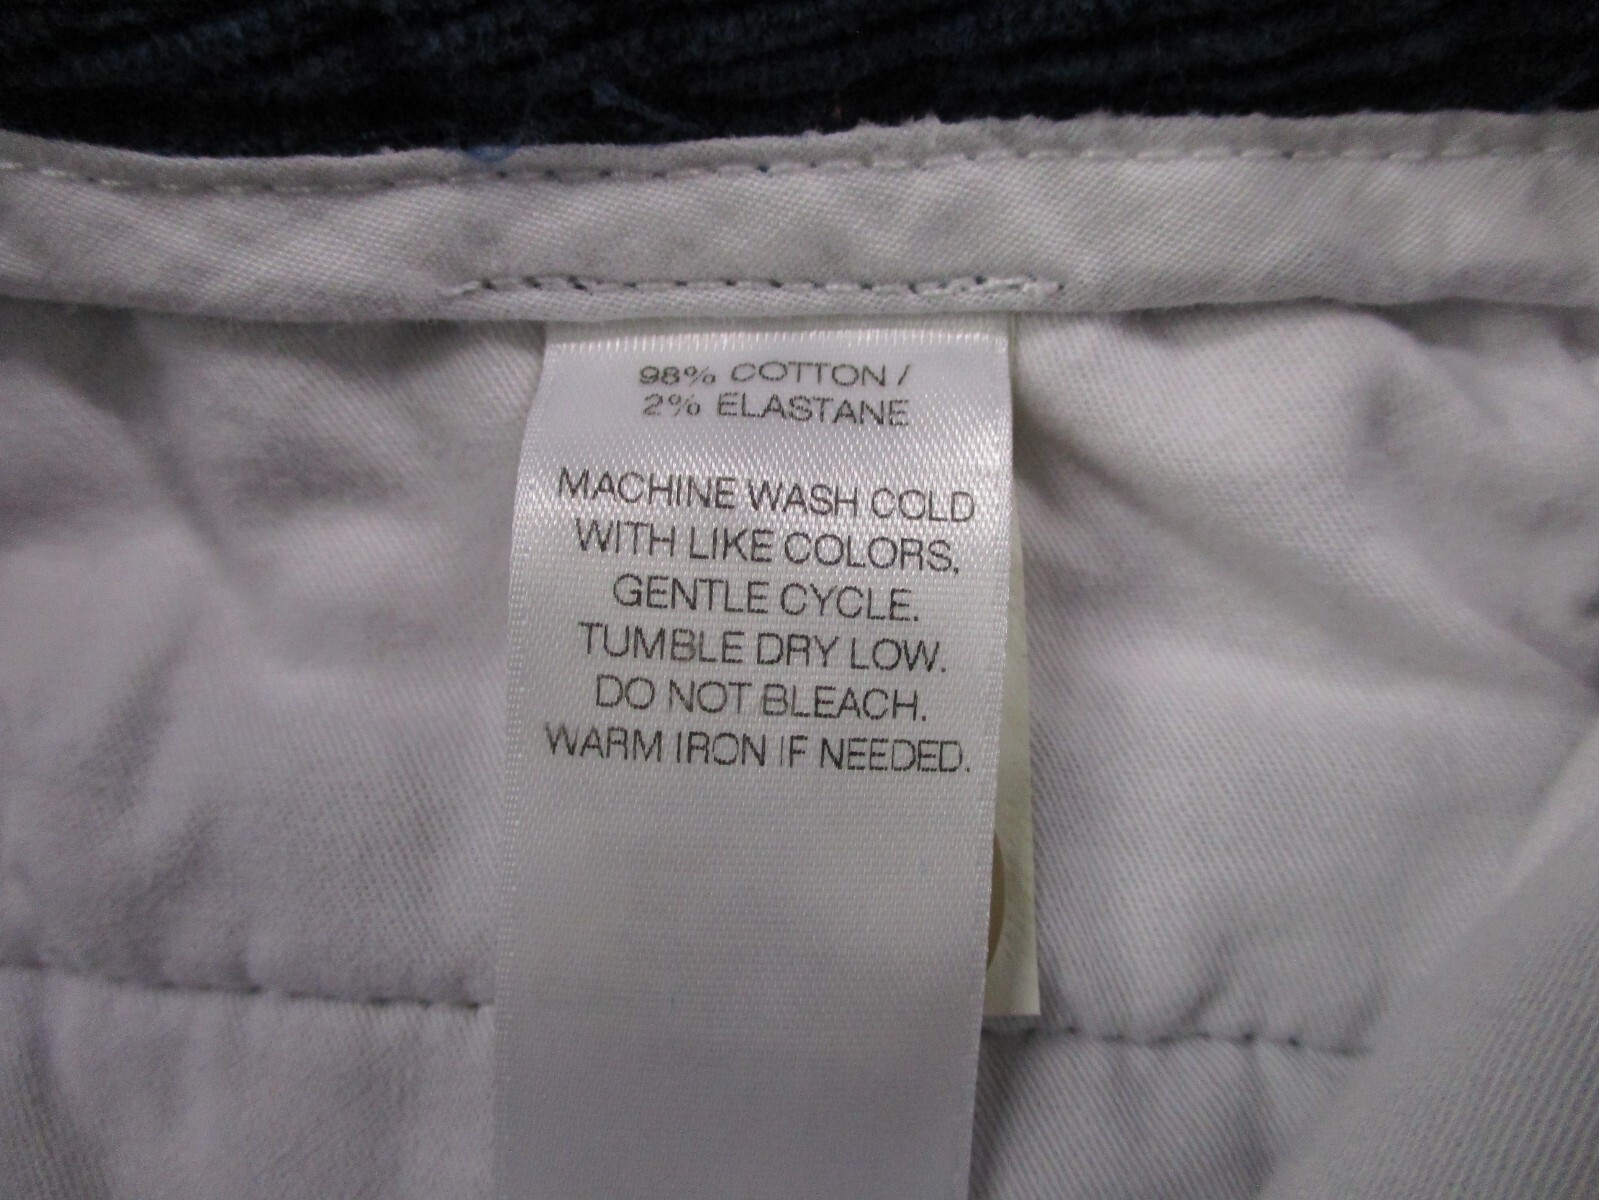 98% COTTON /
2% ELASTANE
MACHINE WASH COLD
WITH LIKE COLORS,
GENTLE CYCLE.
TUMBLE DRY LOW.
DO NOT BLEACH.
WARM IRON IF NEEDED.